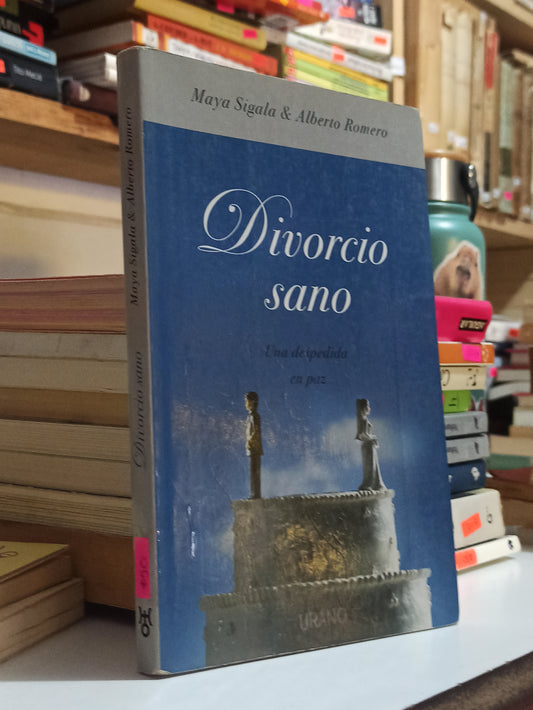 Maya Sigala & Alberto Romero
Divorcio
sano
Una despedida
en paz
URANO
Maya Sigala & Alberto Romero
Divorcio sano